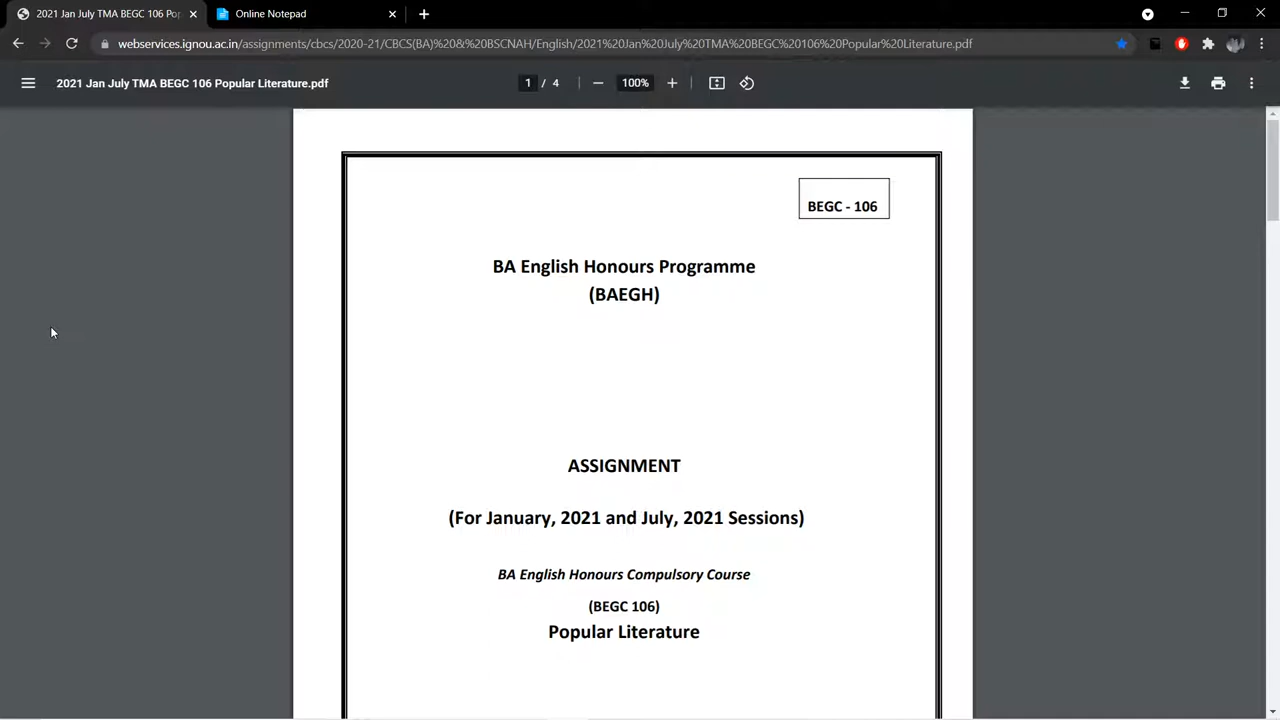 2021 Jan July TMA BEGC 106 Pop
Online Notepad
webservices.ignou.ac.in/assignments/cbcs/2020-21/CBCS(BA)%20&%20BSCNAH/English/2021%20Jan%20July%20TMA%20BEGC%20106%20Popular%20Literature.pdf
2021 Jan July TMA BEGC 106 Popular Literature.pdf
1 / 4
100%
BEGC - 106
BA English Honours Programme
(BAEGH)
ASSIGNMENT
(For January, 2021 and July, 2021 Sessions)
BA English Honours Compulsory Course
(BEGC 106)
Popular Literature